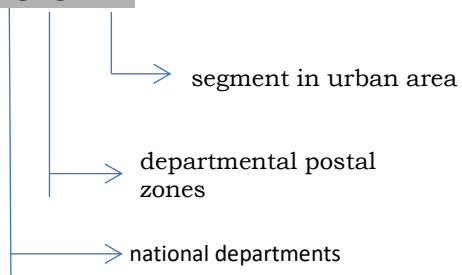 segment in urban area
departmental postal
zones
national departments